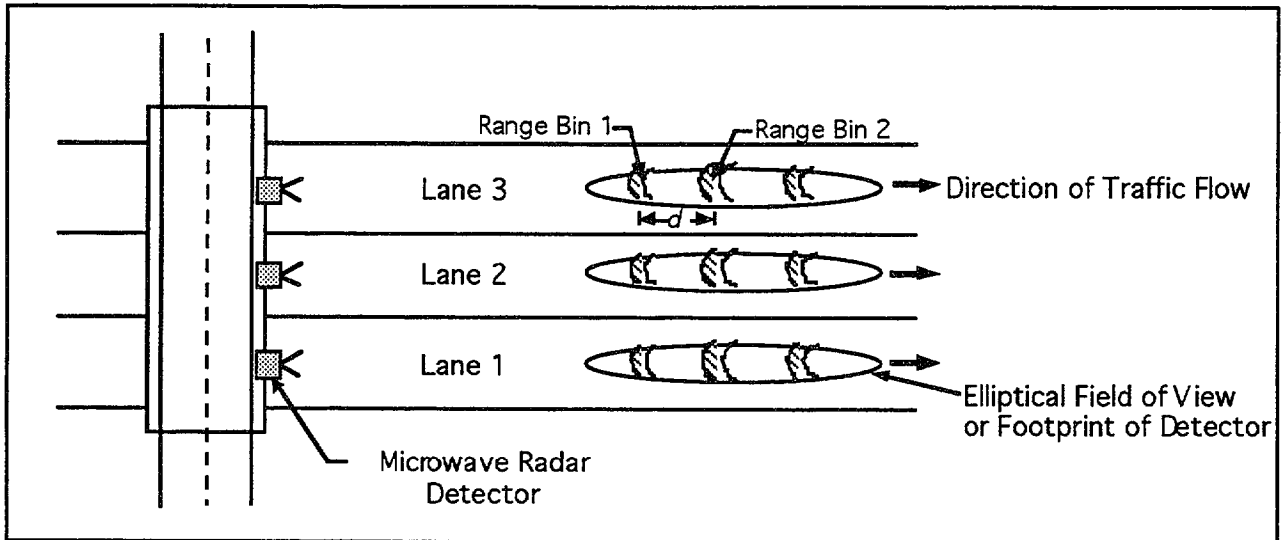 Range Bin 1
Range Bin 2
Lane 3
Direction of Traffic Flow
d
Lane 2
Lane 1
Elliptical Field of View
or Footprint of Detector
Microwave Radar
Detector